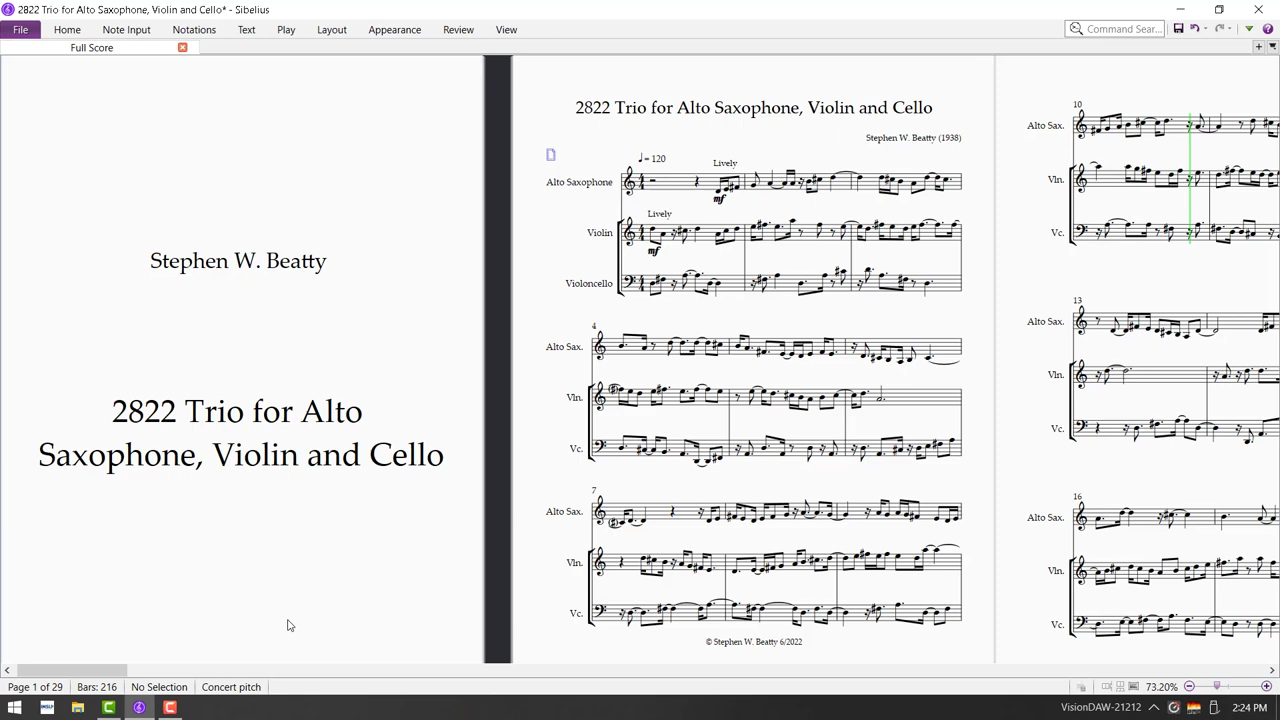 2822 Trio for Alto Saxophone, Violin and Cello* - Sibelius
File Home Note Input Notations Text Play Layout Appearance Review View
Command Sear...
Full Score
Stephen W. Beatty
2822 Trio for Alto
Saxophone, Violin and Cello
2822 Trio for Alto Saxophone, Violin and Cello
Stephen W. Beatty (1938)
♩= 120
Lively
Alto Saxophone
mf
Lively
Violin
mf
Violoncello
4
Alto Sax.
Vln.
Vc.
7
Alto Sax.
Vln.
Vc.
© Stephen W. Beatty 6/2022
10
Alto Sax.
Vln.
Vc.
13
Alto Sax.
Vln.
Vc.
16
Alto Sax.
Vln.
Vc.
Page 1 of 29 Bars: 216 No Selection Concert pitch
73.20%
VisionDAW-21212
2:24 PM